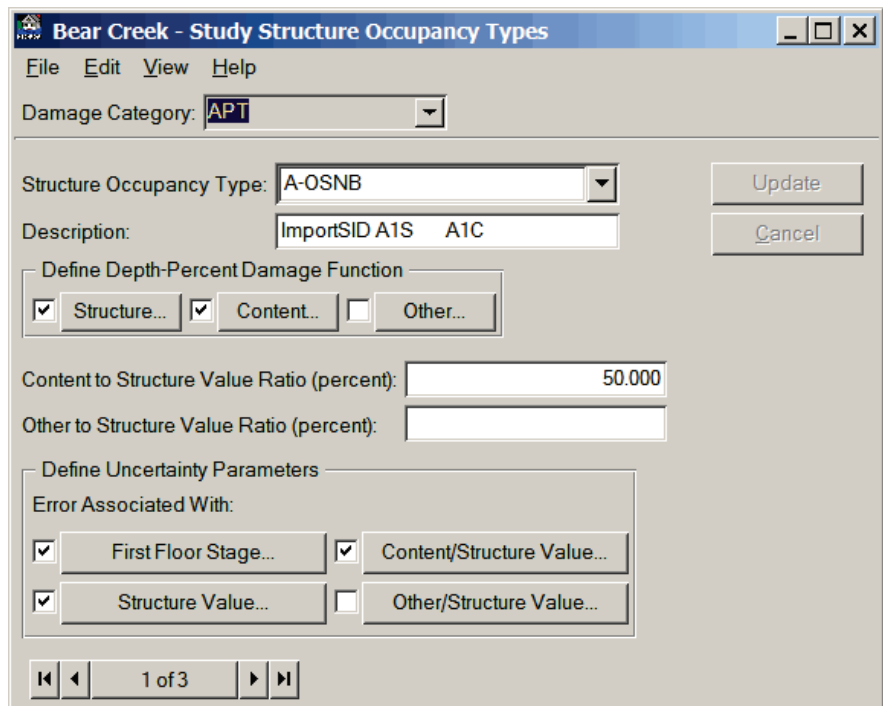 Bear Creek - Study Structure Occupancy Types
File Edit View Help
Damage Category: APT
Structure Occupancy Type: A-OSNB
Update
Description: ImportSID A1S A1C
Cancel
Define Depth-Percent Damage Function
Structure... Content... Other...
Content to Structure Value Ratio (percent): 50.000
Other to Structure Value Ratio (percent):
Define Uncertainty Parameters
Error Associated With:
First Floor Stage... Content/Structure Value...
Structure Value... Other/Structure Value...
1 of 3